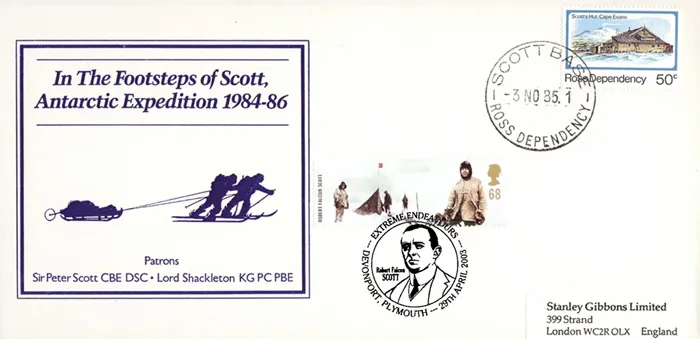 In The Footsteps of Scott,
Antarctic Expedition 1984-86
Patrons
Sir Peter Scott CBE DSC • Lord Shackleton KG PC PBE
Scott's Hut, Cape Evans
Ross Dependency 50c
SCOTT BASE
-3 NO 85.1
ROSS DEPENDENCY
ROBERT FALCON SCOTT
68
EXTREME ENDEAVOURS
Robert Falcon
SCOTT
DEVONPORT, PLYMOUTH — 29TH APRIL 2003
Stanley Gibbons Limited
399 Strand
London WC2R OLX England